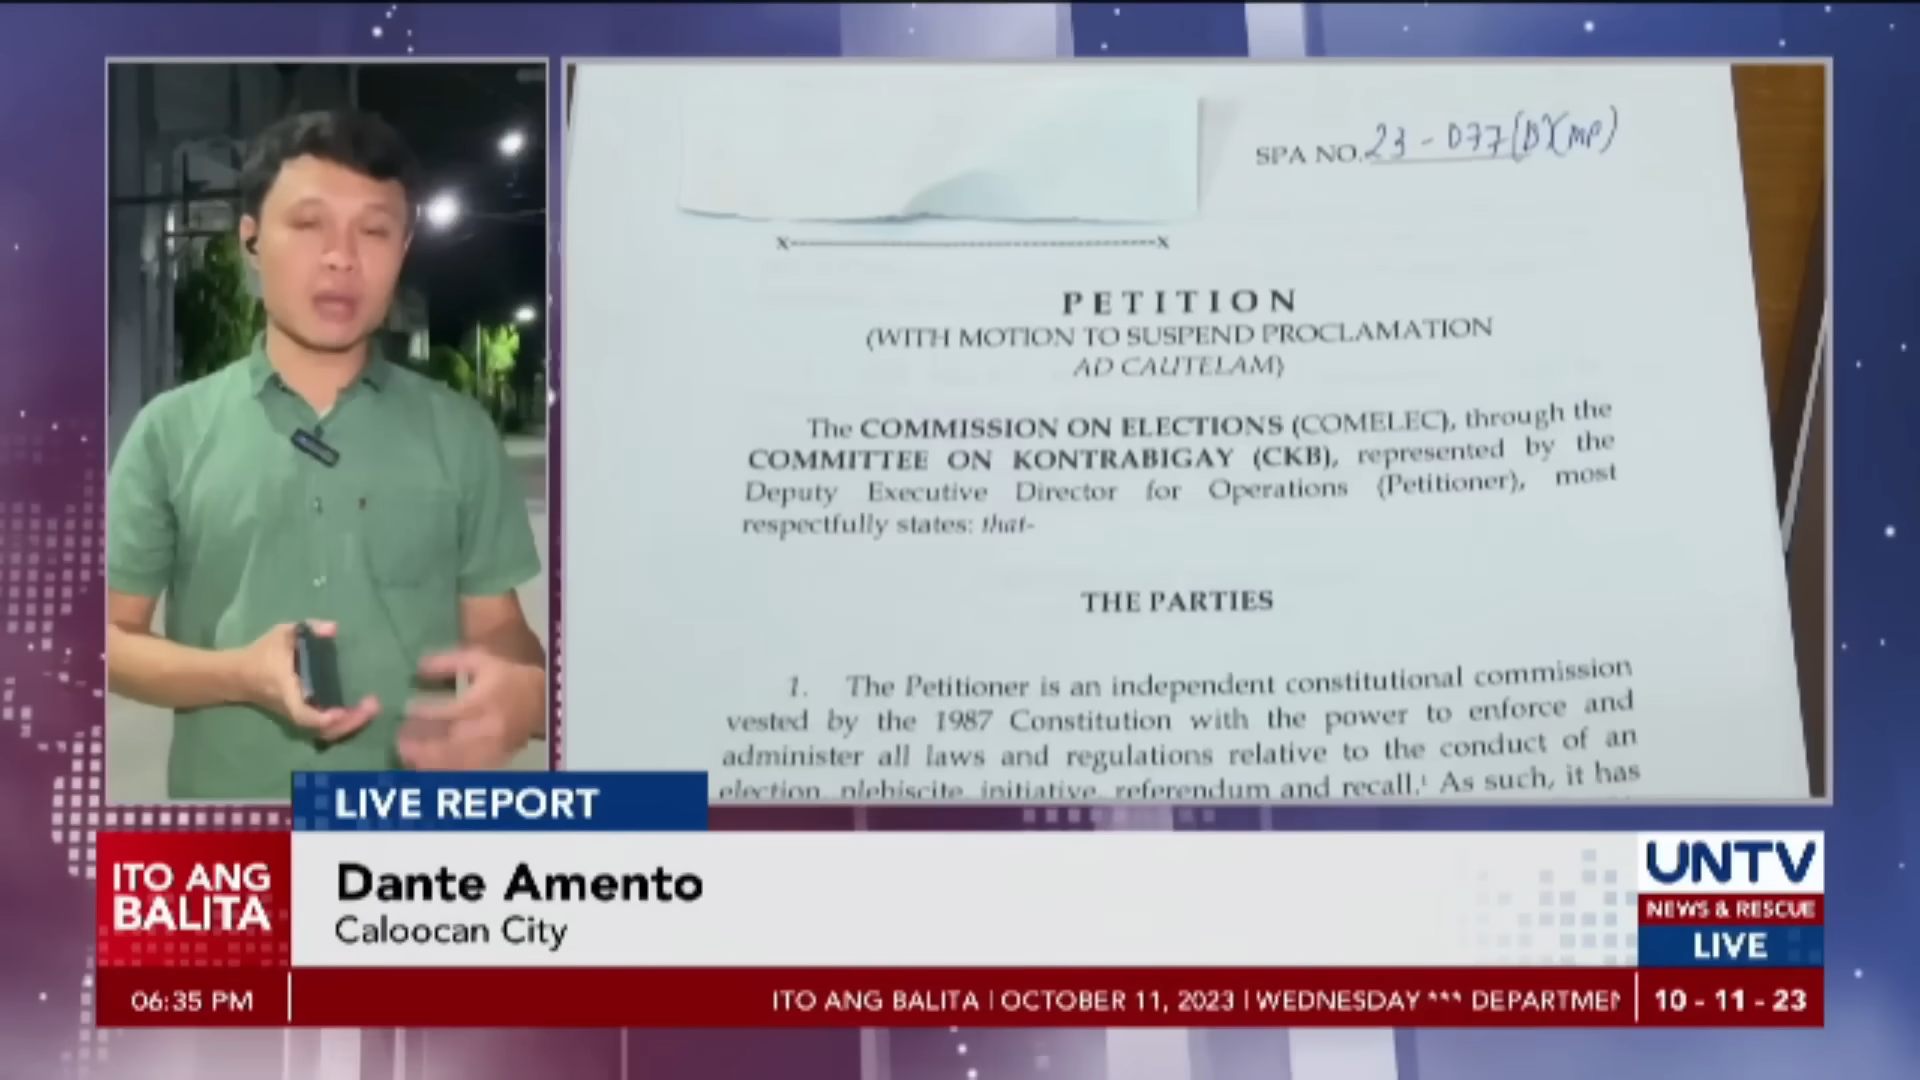 SPA NO. 23-077(DX(MP)
x-----------------------------------------x
PETITION
(WITH MOTION TO SUSPEND PROCLAMATION
AD CAUTELAM)
The COMMISSION ON ELECTIONS (COMELEC), through the
COMMITTEE ON KONTRABIGAY (CKB), represented by the
Deputy Executive Director for Operations (Petitioner), most
respectfully states: that-
THE PARTIES
1. The Petitioner is an independent constitutional commission
vested by the 1987 Constitution with the power to enforce and
administer all laws and regulations relative to the conduct of an
election, plebiscite, initiative, referendum and recall.¹ As such, it has
LIVE REPORT
Dante Amento
Caloocan City
ITO ANG
BALITA
UNTV
NEWS & RESCUE
LIVE
06:35 PM
ITO ANG BALITA | OCTOBER 11, 2023 | WEDNESDAY *** DEPARTMEN
10 - 11 - 23